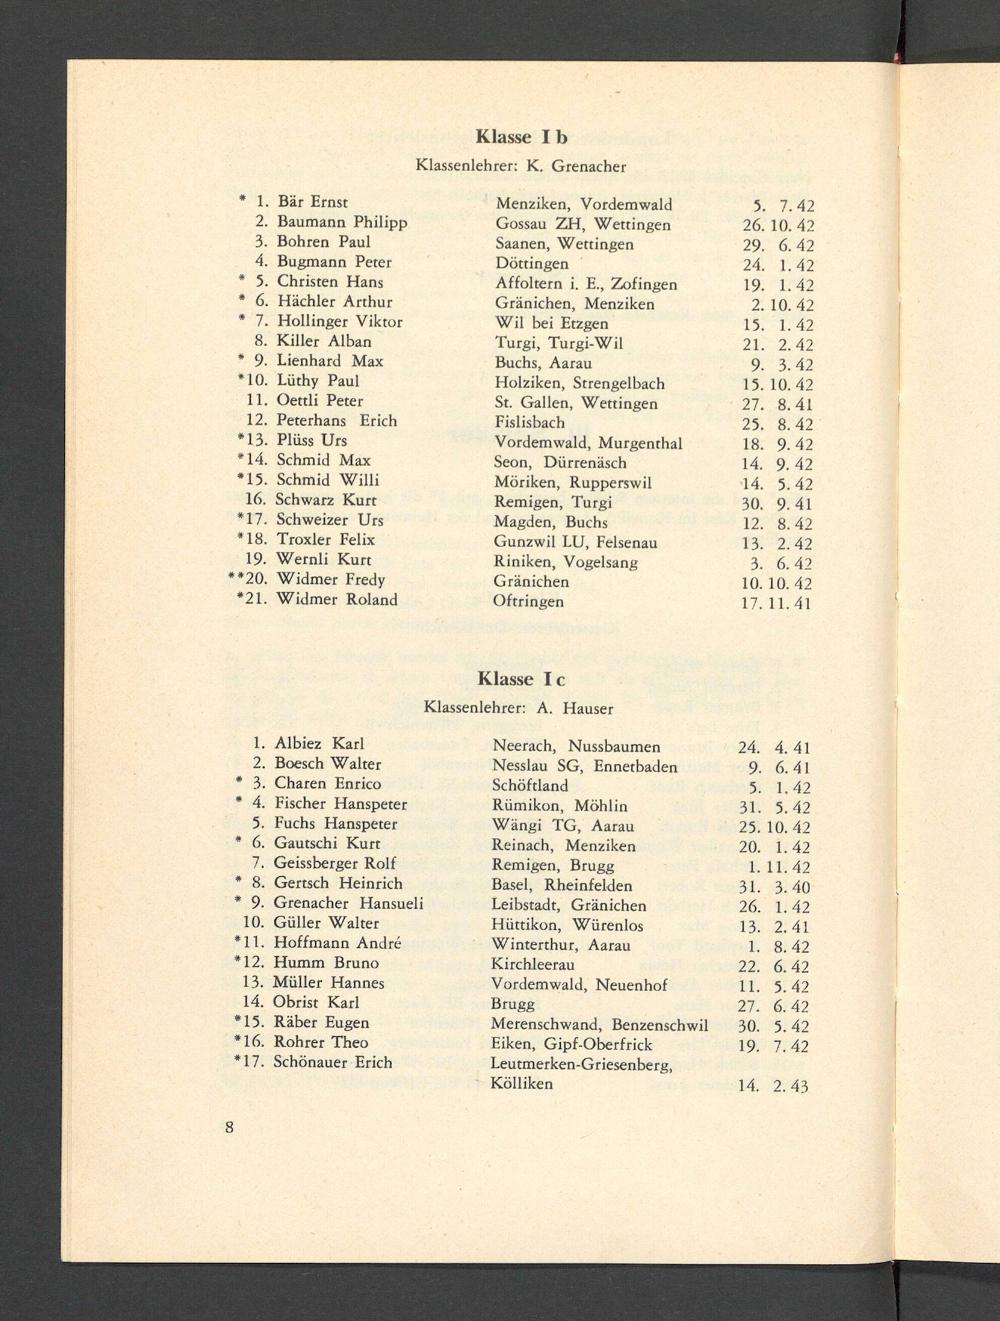 Klasse I b
Klassenlehrer: K. Grenacher
* 1. Bär Ernst Menziken, Vordemwald 5. 7. 42
2. Baumann Philipp Gossau ZH, Wettingen 26. 10. 42
3. Bohren Paul Saanen, Wettingen 29. 6. 42
4. Bugmann Peter Döttingen 24. 1. 42
* 5. Christen Hans Affoltern i. E., Zofingen 19. 1. 42
* 6. Hächler Arthur Gränichen, Menziken 2. 10. 42
* 7. Hollinger Viktor Wil bei Etzgen 15. 1. 42
8. Killer Alban Turgi, Turgi-Wil 21. 2. 42
* 9. Lienhard Max Buchs, Aarau 9. 3. 42
*10. Lüthy Paul Holziken, Strengelbach 15. 10. 42
11. Oettli Peter St. Gallen, Wettingen 27. 8. 41
12. Peterhans Erich Fislisbach 25. 8. 42
*13. Plüss Urs Vordemwald, Murgenthal 18. 9. 42
*14. Schmid Max Seon, Dürrenäsch 14. 9. 42
*15. Schmid Willi Möriken, Rupperswil 14. 5. 42
16. Schwarz Kurt Remigen, Turgi 30. 9. 41
*17. Schweizer Urs Magden, Buchs 12. 8. 42
*18. Troxler Felix Gunzwil LU, Felsenau 13. 2. 42
19. Wernli Kurt Riniken, Vogelsang 3. 6. 42
**20. Widmer Fredy Gränichen 10. 10. 42
*21. Widmer Roland Oftringen 17. 11. 41
Klasse I c
Klassenlehrer: A. Hauser
1. Albiez Karl Neerach, Nussbaumen 24. 4. 41
2. Boesch Walter Nesslau SG, Ennetbaden 9. 6. 41
* 3. Charen Enrico Schöftland 5. 1. 42
* 4. Fischer Hanspeter Rümikon, Möhlin 31. 5. 42
5. Fuchs Hanspeter Wängi TG, Aarau 25. 10. 42
* 6. Gautschi Kurt Reinach, Menziken 20. 1. 42
7. Geissberger Rolf Remigen, Brugg 1. 11. 42
* 8. Gertsch Heinrich Basel, Rheinfelden 31. 3. 40
* 9. Grenacher Hansueli Leibstadt, Gränichen 26. 1. 42
10. Güller Walter Hüttikon, Würenlos 13. 2. 41
*11. Hoffmann André Winterthur, Aarau 1. 8. 42
*12. Humm Bruno Kirchleerau 22. 6. 42
13. Müller Hannes Vordemwald, Neuenhof 11. 5. 42
14. Obrist Karl Brugg 27. 6. 42
*15. Räber Eugen Merenschwand, Benzenschwil 30. 5. 42
*16. Rohrer Theo Eiken, Gipf-Oberfrick 19. 7. 42
*17. Schönauer Erich Leutmerken-Griesenberg,
Kölliken 14. 2. 43
8